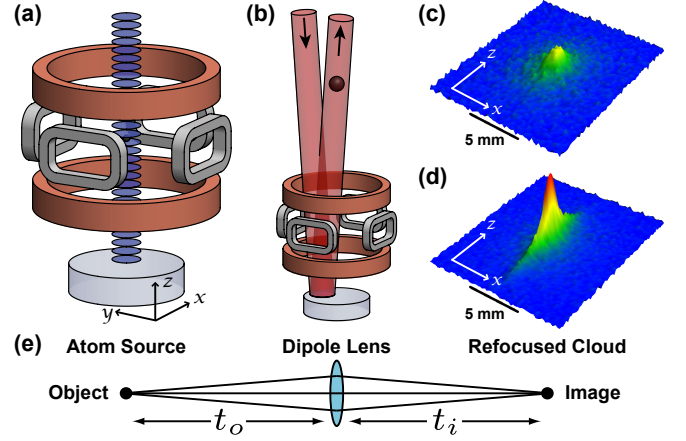 (a)
(b)
(c)
z
x
5 mm
(d)
z
x
5 mm
z
y
x
Atom Source
Dipole Lens
Refocused Cloud
(e)
Object
Image
t_o
t_i